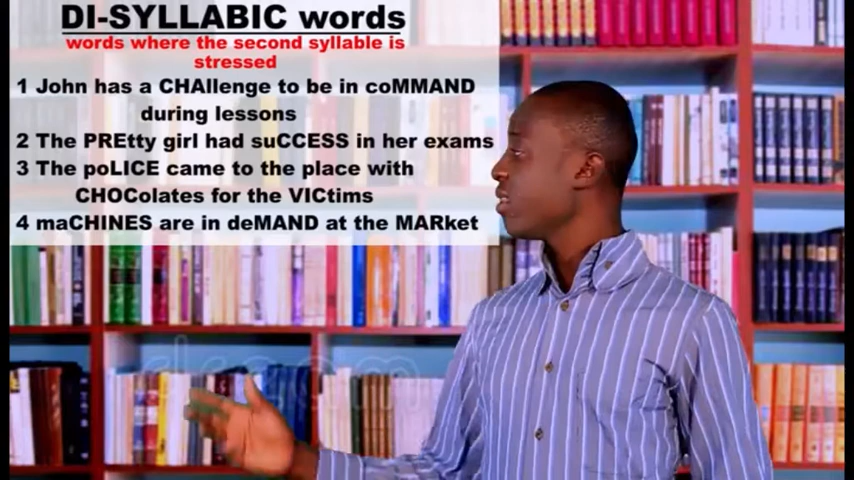 DI-SYLLABIC words
words where the second syllable is
stressed
1 John has a CHAllenge to be in coMMAND
during lessons
2 The PREtty girl had suCCESS in her exams
3 The poLICE came to the place with
CHOColates for the VICtims
4 maCHINES are in deMAND at the MARket